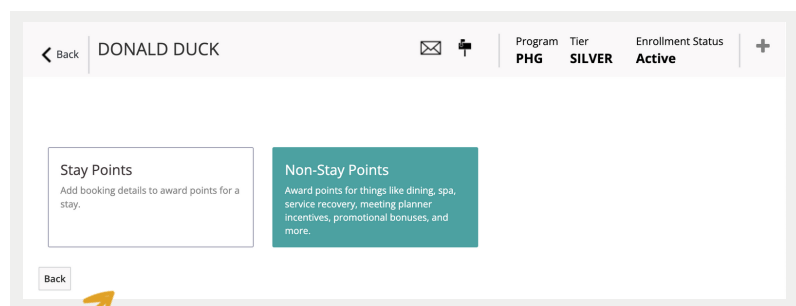 Back
DONALD DUCK
Program Tier Enrollment Status
PHG SILVER Active
Stay Points
Add booking details to award points for a
stay.
Non-Stay Points
Award points for things like dining, spa,
service recovery, meeting planner
incentives, promotional bonuses, and
more.
Back